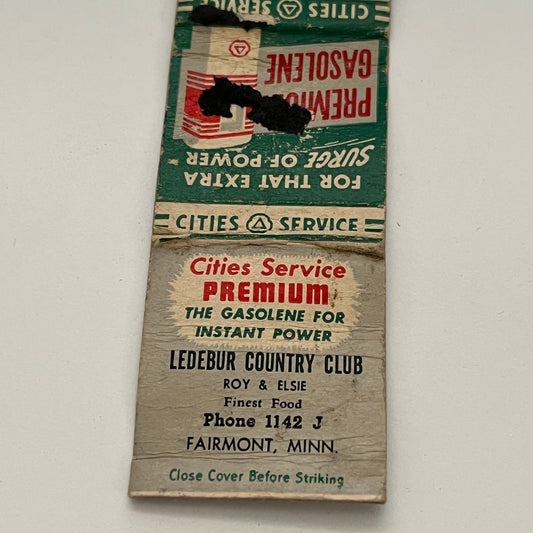 CITIES SERVICE
PREMIUM
GASOLENE
FOR THAT EXTRA
SURGE OF POWER
CITIES SERVICE
Cities Service
PREMIUM
THE GASOLENE FOR
INSTANT POWER
LEDEBUR COUNTRY CLUB
ROY & ELSIE
Finest Food
Phone 1142 J
FAIRMONT, MINN.
Close Cover Before Striking